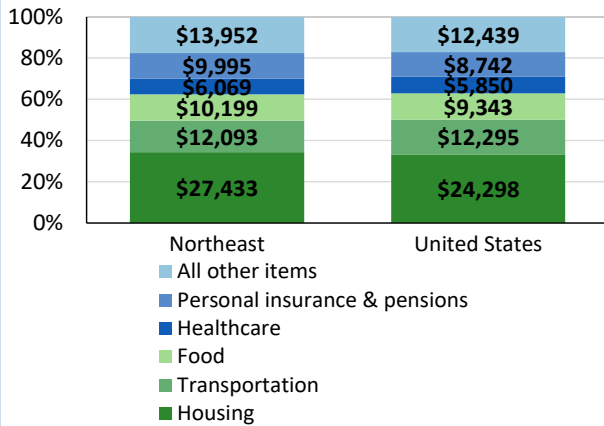 100%
80%
60%
40%
20%
0%
$13,952
$9,995
$6,069
$10,199
$12,093
$27,433
$12,439
$8,742
$5,850
$9,343
$12,295
$24,298
Northeast
United States
All other items
Personal insurance & pensions
Healthcare
Food
Transportation
Housing